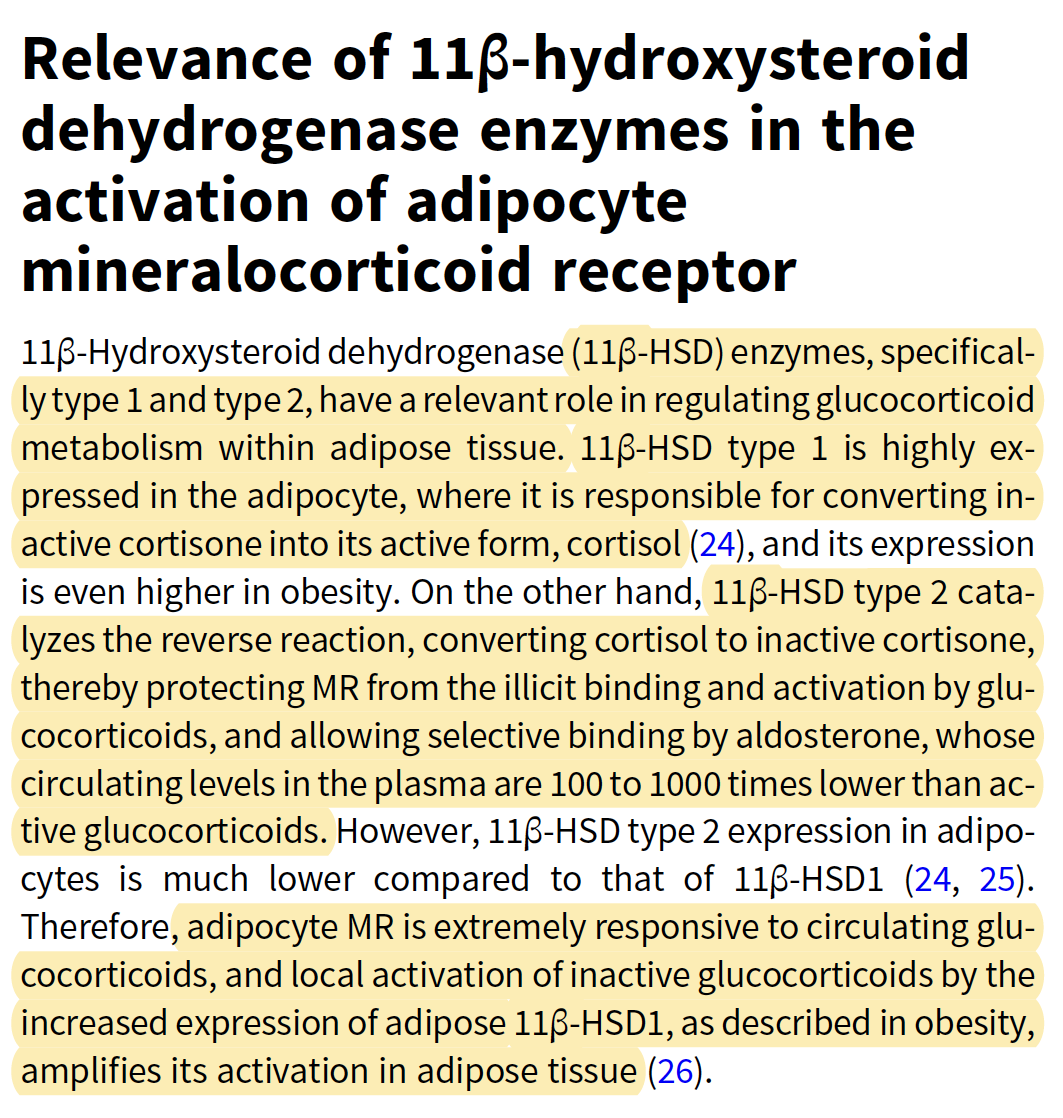 Relevance of 11β-hydroxysteroid
dehydrogenase enzymes in the
activation of adipocyte
mineralocorticoid receptor
11β-Hydroxysteroid dehydrogenase (11β-HSD) enzymes, specifical-
ly type 1 and type 2, have a relevant role in regulating glucocorticoid
metabolism within adipose tissue. 11β-HSD type 1 is highly ex-
pressed in the adipocyte, where it is responsible for converting in-
active cortisone into its active form, cortisol (24), and its expression
is even higher in obesity. On the other hand, 11β-HSD type 2 cata-
lyzes the reverse reaction, converting cortisol to inactive cortisone,
thereby protecting MR from the illicit binding and activation by glu-
cocorticoids, and allowing selective binding by aldosterone, whose
circulating levels in the plasma are 100 to 1000 times lower than ac-
tive glucocorticoids. However, 11β-HSD type 2 expression in adipo-
cytes is much lower compared to that of 11β-HSD1 (24, 25).
Therefore, adipocyte MR is extremely responsive to circulating glu-
cocorticoids, and local activation of inactive glucocorticoids by the
increased expression of adipose 11β-HSD1, as described in obesity,
amplifies its activation in adipose tissue (26).